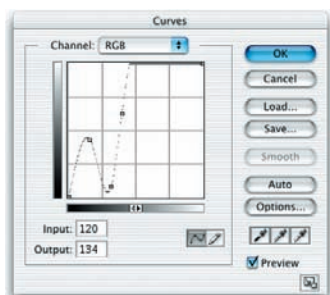 Curves
Channel: RGB
OK
Cancel
Load...
Save...
Smooth
Auto
Options...
Input: 120
Output: 134
Preview